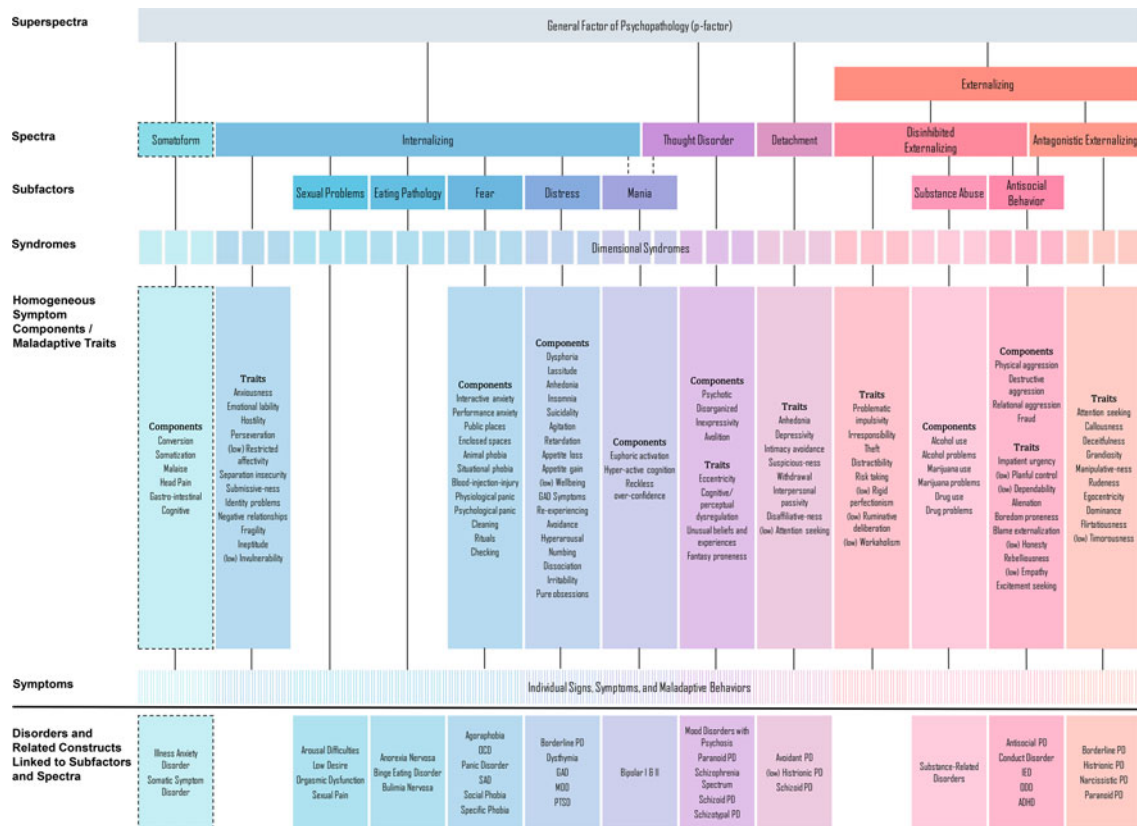 Superspectra
General Factor of Psychopathology (p-factor)
Externalizing
Spectra
Somatoform
Internalizing
Thought Disorder
Detachment
Disinhibited
Externalizing
Antagonistic Externalizing
Subfactors
Sexual Problems
Eating Pathology
Fear
Distress
Mania
Substance Abuse
Antisocial
Behavior
Syndromes
Dimensional Syndromes
Homogeneous
Symptom
Components /
Maladaptive Traits
Components
Conversion
Somatization
Malaise
Head Pain
Gastro-intestinal
Cognitive
Traits
Anxiousness
Emotional lability
Hostility
Perseveration
(low) Restricted
affectivity
Separation insecurity
Submissive-ness
Identity problems
Negative relationships
Fragility
Ineptitude
(low) Invulnerability
Components
Interactive anxiety
Performance anxiety
Public places
Enclosed spaces
Animal phobia
Situational phobia
Blood-injection-injury
Physiological panic
Psychological panic
Cleaning
Rituals
Checking
Components
Dysphoria
Lassitude
Anhedonia
Insomnia
Suicidality
Agitation
Retardation
Appetite loss
Appetite gain
(low) Wellbeing
GAD Symptoms
Re-experiencing
Avoidance
Hyperarousal
Numbing
Dissociation
Irritability
Pure obsessions
Components
Euphoric activation
Hyper-active cognition
Reckless
over-confidence
Components
Psychotic
Disorganized
Inexpressivity
Avolition
Traits
Eccentricity
Cognitive/
perceptual
dysregulation
Unusual beliefs and
experiences
Fantasy proneness
Traits
Anhedonia
Depressivity
Intimacy avoidance
Suspicious-ness
Withdrawal
Interpersonal
passivity
Disaffiliative-ness
(low) Attention seeking
Traits
Problematic
impulsivity
Irresponsibility
Theft
Distractibility
Risk taking
(low) Rigid
perfectionism
(low) Ruminative
deliberation
(low) Workaholism
Components
Alcohol use
Alcohol problems
Marijuana use
Marijuana problems
Drug use
Drug problems
Components
Physical aggression
Destructive
aggression
Relational aggression
Fraud
Traits
Impatient urgency
(low) Planful control
(low) Dependability
Alienation
Boredom proneness
Blame externalization
(low) Honesty
Rebelliousness
(low) Empathy
Excitement seeking
Traits
Attention seeking
Callousness
Deceitfulness
Grandiosity
Manipulative-ness
Rudeness
Egocentricity
Dominance
Flirtatiousness
(low) Timorousness
Symptoms
Individual Signs, Symptoms, and Maladaptive Behaviors
Disorders and
Related Constructs
Linked to Subfactors
and Spectra
Illness Anxiety
Disorder
Somatic Symptom
Disorder
Arousal Difficulties
Low Desire
Orgasmic Dysfunction
Sexual Pain
Anorexia Nervosa
Binge Eating Disorder
Bulimia Nervosa
Agoraphobia
OCD
Panic Disorder
SAD
Social Phobia
Specific Phobia
Borderline PD
Dysthymia
GAD
MDD
PTSD
Bipolar I & II
Mood Disorders with
Psychosis
Paranoid PD
Schizophrenia
Spectrum
Schizoid PD
Schizotypal PD
Avoidant PD
(low) Histrionic PD
Schizoid PD
Substance-Related
Disorders
Antisocial PD
Conduct Disorder
IED
ODD
ADHD
Borderline PD
Histrionic PD
Narcissistic PD
Paranoid PD